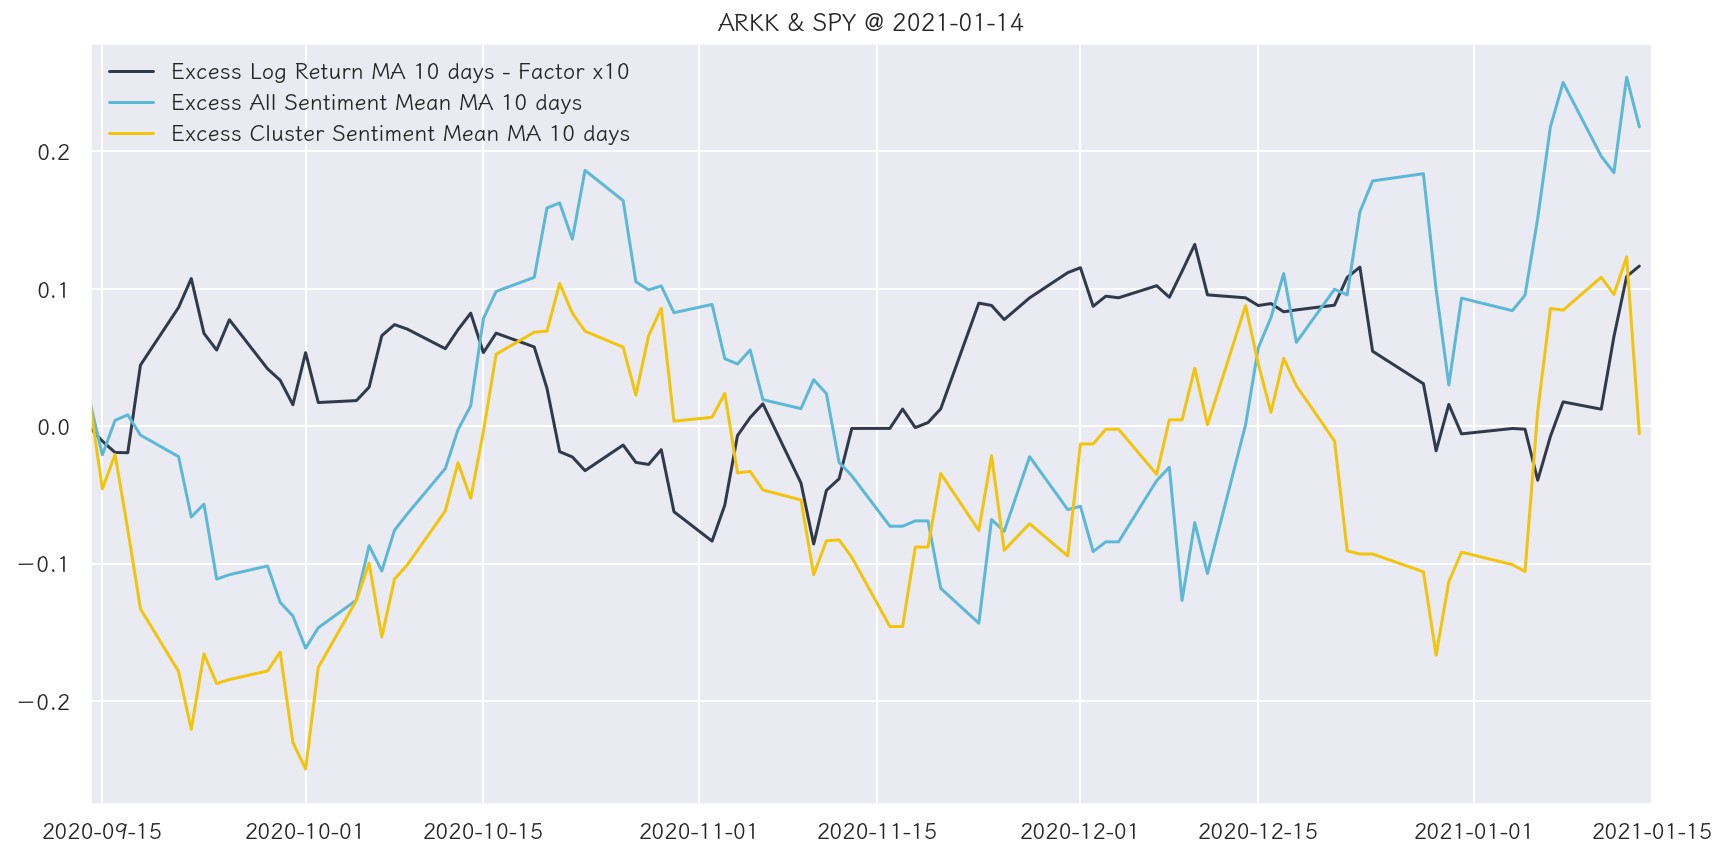 ARKK & SPY @ 2021-01-14
Excess Log Return MA 10 days - Factor x10
Excess All Sentiment Mean MA 10 days
Excess Cluster Sentiment Mean MA 10 days
0.2
0.1
0.0
−0.1
−0.2
2020-09-15 2020-10-01 2020-10-15 2020-11-01 2020-11-15 2020-12-01 2020-12-15 2021-01-01 2021-01-15